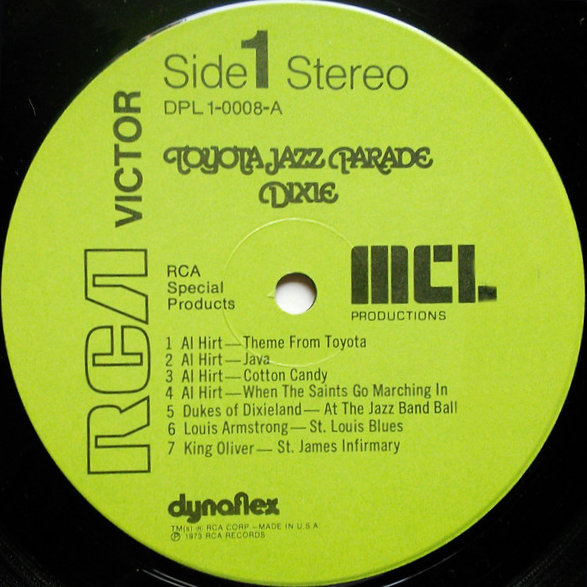 Side 1 Stereo
DPL 1-0008-A
TOYOTA JAZZ PARADE
DIXIE
RCA VICTOR
RCA
Special
Products
MCL
PRODUCTIONS
1 Al Hirt—Theme From Toyota
2 Al Hirt—Java
3 Al Hirt—Cotton Candy
4 Al Hirt—When The Saints Go Marching In
5 Dukes of Dixieland— At The Jazz Band Ball
6 Louis Armstrong— St. Louis Blues
7 King Oliver— St. James Infirmary
dynaflex
TM(s) ® RCA CORP.—MADE IN U.S.A.
℗ 1973 RCA RECORDS